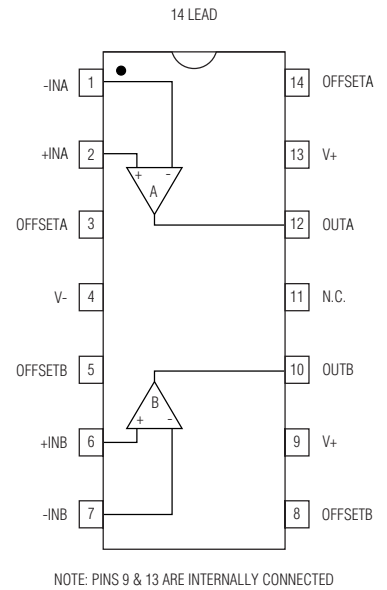 14 LEAD
-INA 1 14 OFFSETA
+INA 2 13 V+
+ - 
A
OFFSETA 3 12 OUTA
V- 4 11 N.C.
OFFSETB 5 10 OUTB
B
+ -
+INB 6 9 V+
-INB 7 8 OFFSETB
NOTE: PINS 9 & 13 ARE INTERNALLY CONNECTED